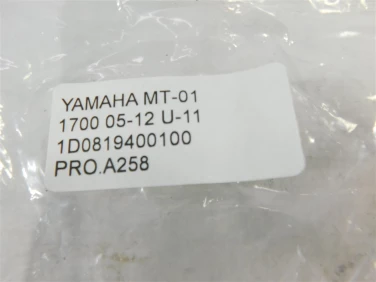 YAMAHA MT-01
1700 05-12 U-11
1D0819400100
PRO.A258